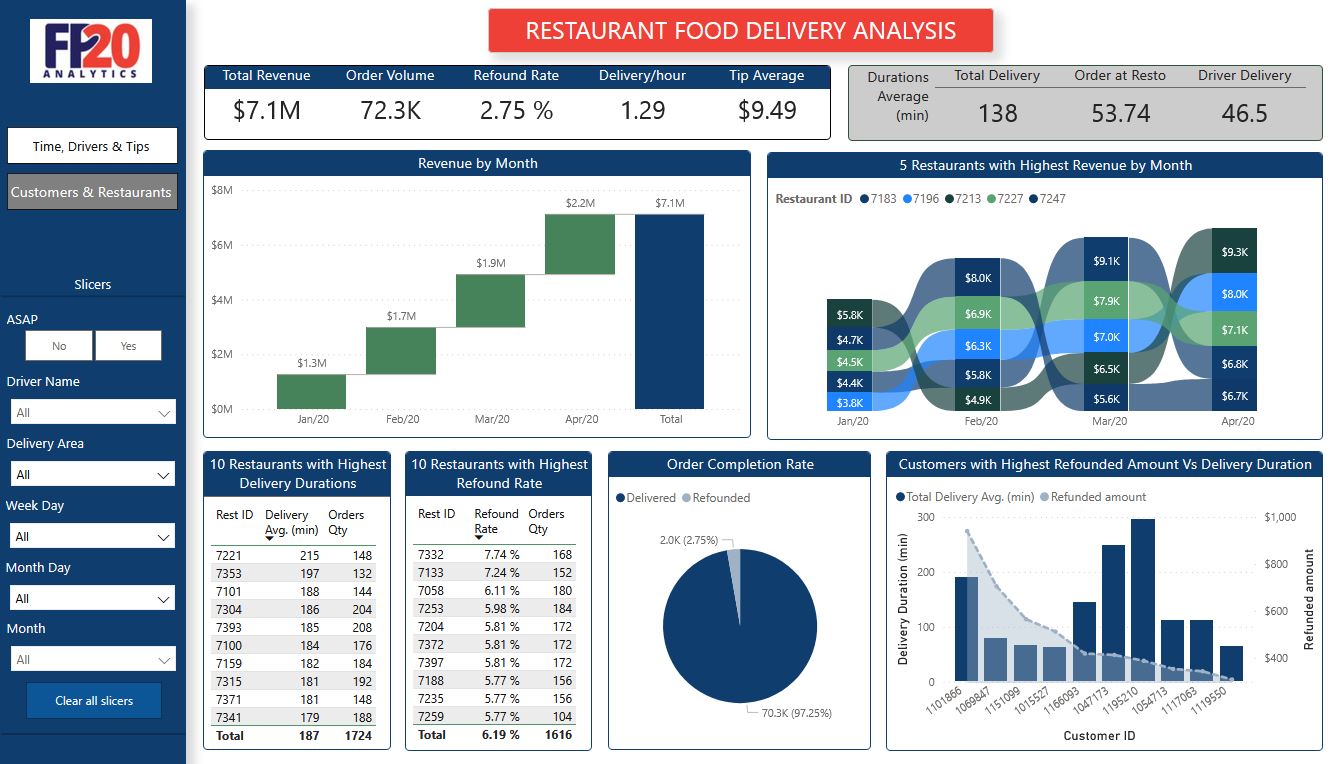 FP20
ANALYTICS
Time, Drivers & Tips
Customers & Restaurants
Slicers
ASAP
No Yes
Driver Name
All
Delivery Area
All
Week Day
All
Month Day
All
Month
All
Clear all slicers
RESTAURANT FOOD DELIVERY ANALYSIS
Total Revenue Order Volume Refound Rate Delivery/hour Tip Average
$7.1M 72.3K 2.75 % 1.29 $9.49
Durations
Average
(min)
Total Delivery Order at Resto Driver Delivery
138 53.74 46.5
Revenue by Month
$8M
$6M
$4M
$2M
$0M
$1.3M
$1.7M
$1.9M
$2.2M
$7.1M
Jan/20 Feb/20 Mar/20 Apr/20 Total
5 Restaurants with Highest Revenue by Month
Restaurant ID 7183 7196 7213 7227 7247
$5.8K
$4.7K
$4.5K
$4.4K
$3.8K
$8.0K
$6.9K
$6.3K
$5.8K
$4.9K
$9.1K
$7.9K
$7.0K
$6.5K
$5.6K
$9.3K
$8.0K
$7.1K
$6.8K
$6.7K
Jan/20 Feb/20 Mar/20 Apr/20
10 Restaurants with Highest
Delivery Durations
Rest ID Delivery Orders
Avg. (min) Qty
7221 215 148
7353 197 132
7101 188 144
7304 186 204
7393 185 208
7100 184 176
7159 182 184
7315 181 192
7371 181 148
7341 179 188
Total 187 1724
10 Restaurants with Highest
Refound Rate
Rest ID Refound Orders
Rate Qty
7332 7.74 % 168
7133 7.24 % 152
7058 6.11 % 180
7253 5.98 % 184
7204 5.81 % 172
7372 5.81 % 172
7397 5.81 % 172
7188 5.77 % 156
7235 5.77 % 156
7259 5.77 % 104
Total 6.19 % 1616
Order Completion Rate
Delivered Refounded
2.0K (2.75%)
70.3K (97.25%)
Customers with Highest Refounded Amount Vs Delivery Duration
Total Delivery Avg. (min) Refunded amount
Delivery Duration (min)
300
200
100
0
$1,000
$800
$600
$400
Refunded amount
1101866 1069847 1151099 1015527 1166093 1047173 1195210 1054713 1117063 1119550
Customer ID